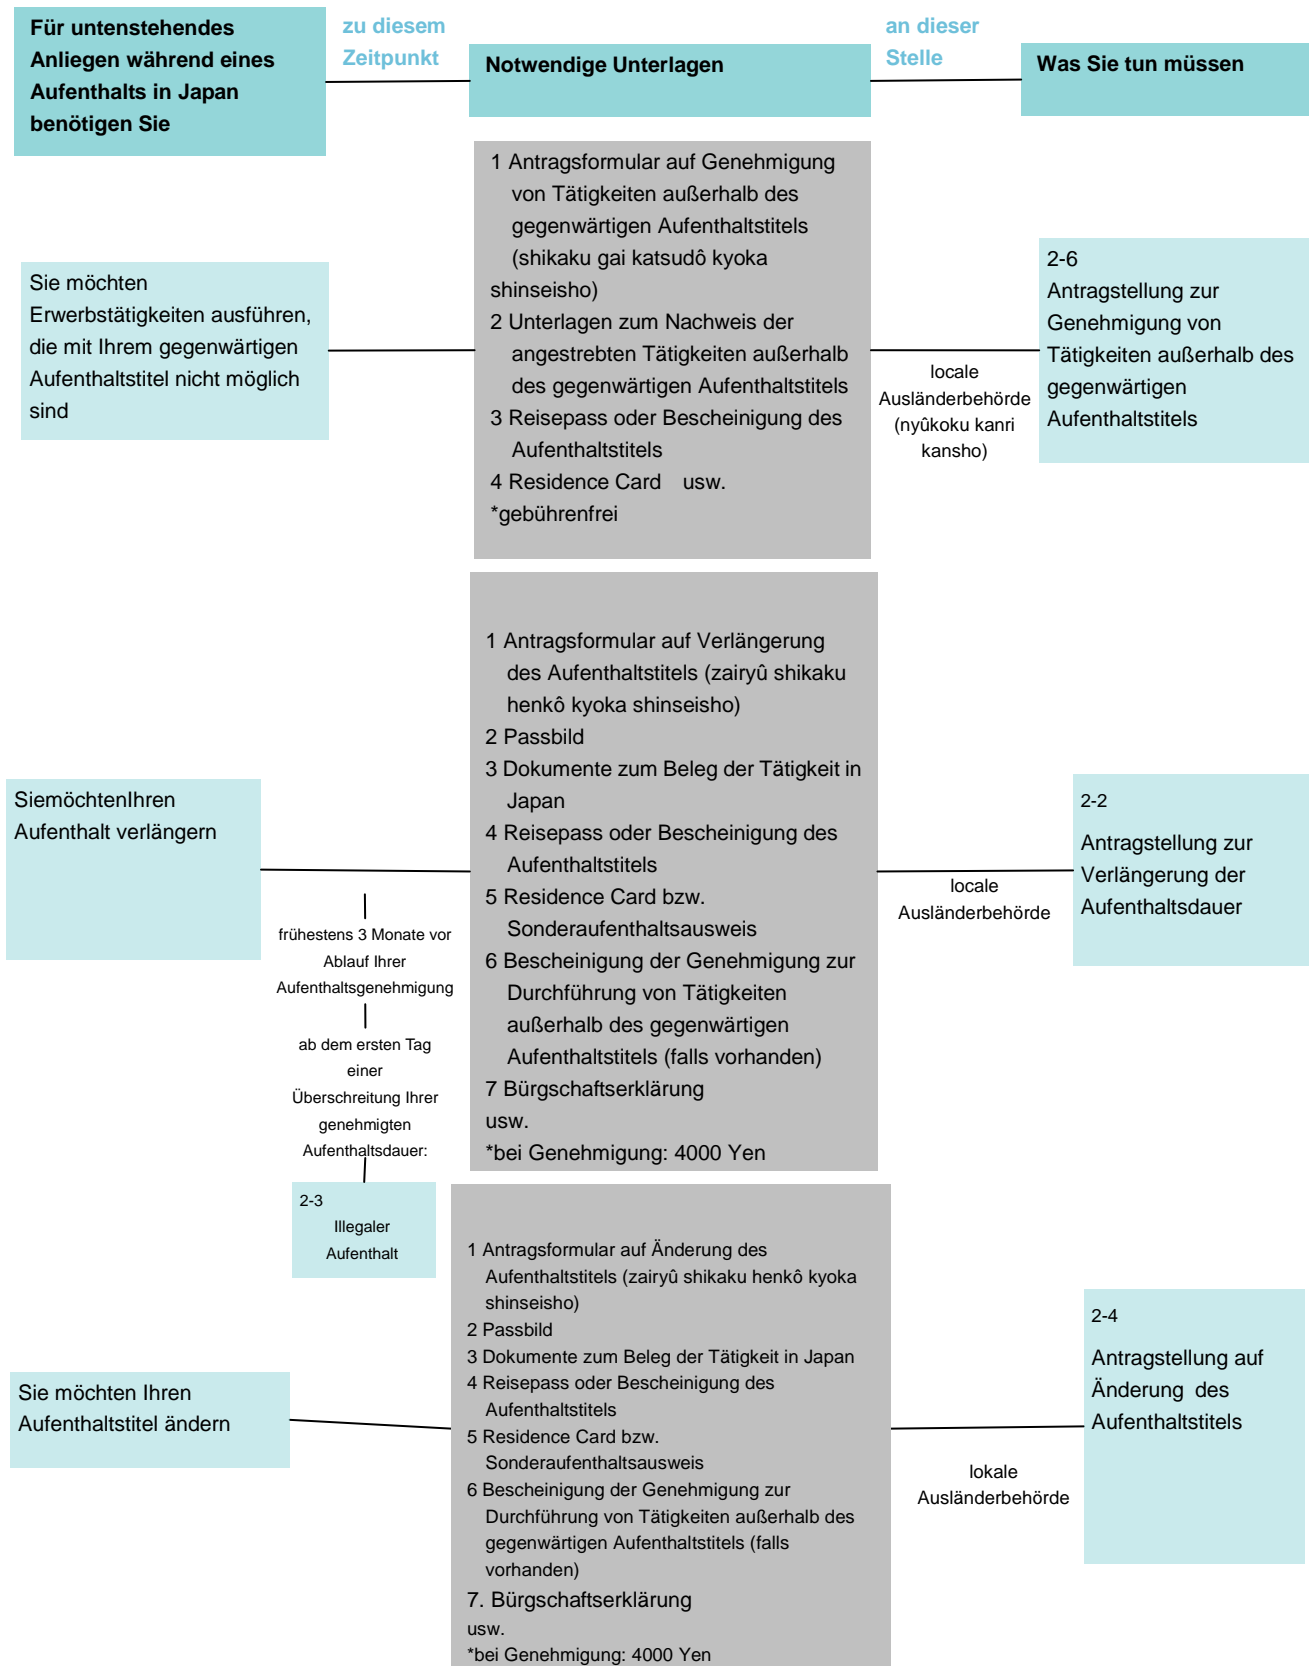 Für untenstehendes
Anliegen während eines
Aufenthalts in Japan
benötigen Sie
zu diesem
Zeitpunkt
Notwendige Unterlagen
an dieser
Stelle
Was Sie tun müssen
Sie möchten
Erwerbstätigkeiten ausführen,
die mit Ihrem gegenwärtigen
Aufenthaltstitel nicht möglich
sind
1 Antragsformular auf Genehmigung
von Tätigkeiten außerhalb des
gegenwärtigen Aufenthaltstitels
(shikaku gai katsudô kyoka
shinseisho)
2 Unterlagen zum Nachweis der
angestrebten Tätigkeiten außerhalb
des gegenwärtigen Aufenthaltstitels
3 Reisepass oder Bescheinigung des
Aufenthaltstitels
4 Residence Card usw.
*gebührenfrei
locale
Ausländerbehörde
(nyûkoku kanri
kansho)
2-6
Antragstellung zur
Genehmigung von
Tätigkeiten außerhalb des
gegenwärtigen
Aufenthaltstitels
SiemöchtenIhren
Aufenthalt verlängern
frühestens 3 Monate vor
Ablauf Ihrer
Aufenthaltsgenehmigung
ab dem ersten Tag
einer
Überschreitung Ihrer
genehmigten
Aufenthaltsdauer:
2-3
Illegaler
Aufenthalt
1 Antragsformular auf Verlängerung
des Aufenthaltstitels (zairyû shikaku
henkô kyoka shinseisho)
2 Passbild
3 Dokumente zum Beleg der Tätigkeit in
Japan
4 Reisepass oder Bescheinigung des
Aufenthaltstitels
5 Residence Card bzw.
Sonderaufenthaltsausweis
6 Bescheinigung der Genehmigung zur
Durchführung von Tätigkeiten
außerhalb des gegenwärtigen
Aufenthaltstitels (falls vorhanden)
7 Bürgschaftserklärung
usw.
*bei Genehmigung: 4000 Yen
locale
Ausländerbehörde
2-2
Antragstellung zur
Verlängerung der
Aufenthaltsdauer
Sie möchten Ihren
Aufenthaltstitel ändern
1 Antragsformular auf Änderung des
Aufenthaltstitels (zairyû shikaku henkô kyoka
shinseisho)
2 Passbild
3 Dokumente zum Beleg der Tätigkeit in Japan
4 Reisepass oder Bescheinigung des
Aufenthaltstitels
5 Residence Card bzw.
Sonderaufenthaltsausweis
6 Bescheinigung der Genehmigung zur
Durchführung von Tätigkeiten außerhalb des
gegenwärtigen Aufenthaltstitels (falls
vorhanden)
7. Bürgschaftserklärung
usw.
*bei Genehmigung: 4000 Yen
lokale
Ausländerbehörde
2-4
Antragstellung auf
Änderung des
Aufenthaltstitels